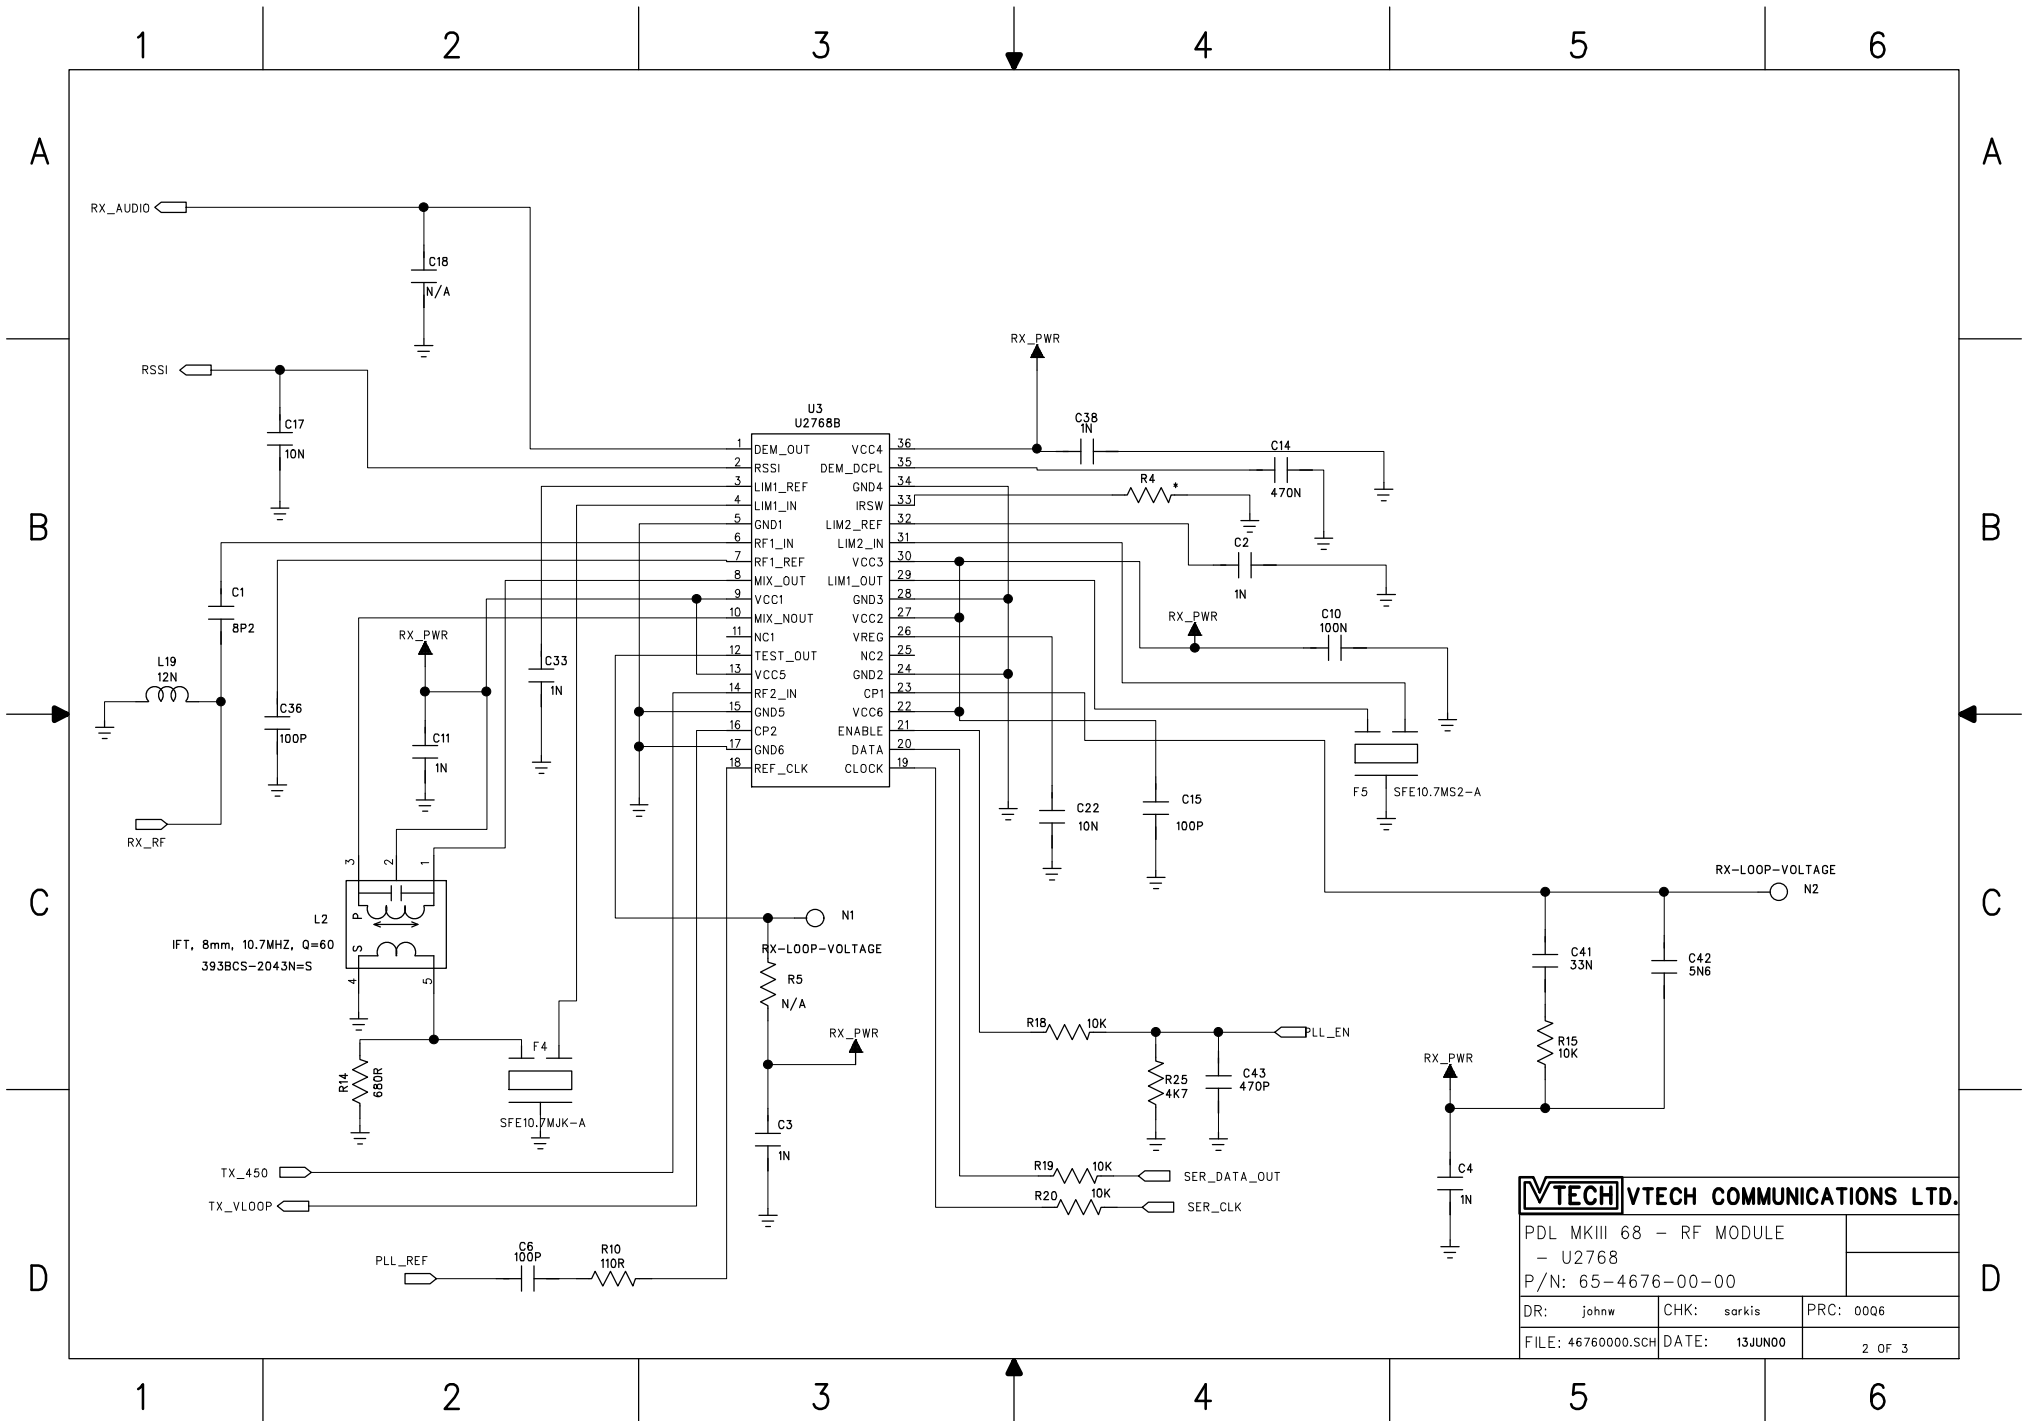 1 2 3 4 5 6
A A
RX_AUDIO
C18
N/A
RX_PWR
RSSI
C17
10N
U3
U2768B
1 DEM_OUT VCC4 36
2 RSSI DEM_DCPL 35
3 LIM1_REF GND4 34
4 LIM1_IN IRSW 33
5 GND1 LIM2_REF 32
6 RF1_IN LIM2_IN 31
7 RF1_REF VCC3 30
8 MIX_OUT LIM1_OUT 29
9 VCC1 GND3 28
10 MIX_NOUT VCC2 27
11 NC1 VREG 26
12 TEST_OUT NC2 25
13 VCC5 GND2 24
14 RF2_IN CP1 23
15 GND5 VCC6 22
16 CP2 ENABLE 21
17 GND6 DATA 20
18 REF_CLK CLOCK 19
C38
1N
C14
470N
R4 *
B B
C2
1N
C1
8P2
RX_PWR
C10
100N
RX_PWR
L19
12N
C33
1N
C36
100P
C11
1N
F5 SFE10.7MS2-A
C22
10N
C15
100P
RX_RF
3 2 1
RX-LOOP-VOLTAGE
N2
C C
L2
P
S
IFT, 8mm, 10.7MHZ, Q=60
393BCS-2043N=S
4 5
N1
RX-LOOP-VOLTAGE
R5
N/A
C41
33N
C42
5N6
R18 10K
PLL_EN
RX_PWR
F4
R15
10K
RX_PWR
R14
680R
R25
4K7
C43
470P
SFE10.7MJK-A
C3
1N
TX_450
R19 10K
SER_DATA_OUT
C4
1N
TX_VLOOP
R20 10K
SER_CLK
PLL_REF
C6
100P
R10
110R
D D
VTECH VTECH COMMUNICATIONS LTD.
PDL MKIII 68 - RF MODULE
- U2768
P/N: 65-4676-00-00
DR: johnw CHK: sarkis PRC: 00Q6
FILE: 46760000.SCH DATE: 13JUN00 2 OF 3
1 2 3 4 5 6